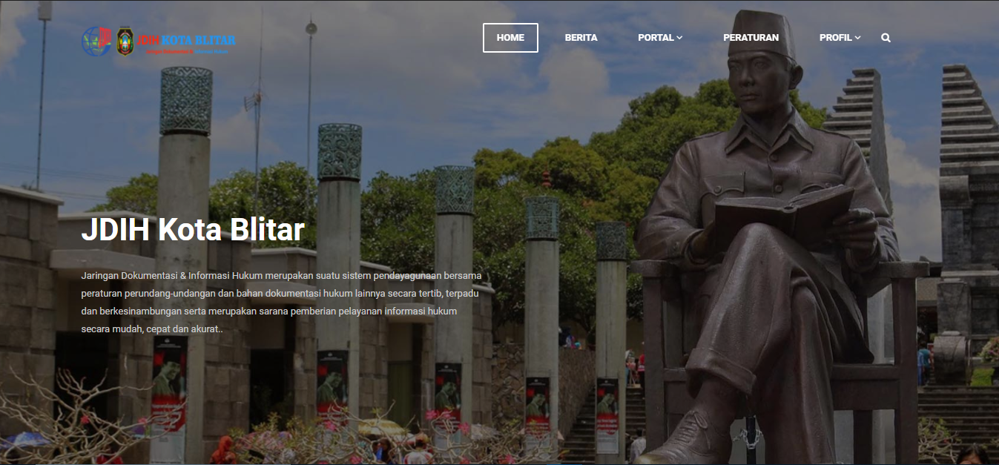 JDIH KOTA BLITAR
HOME
BERITA
PORTAL
PERATURAN
PROFIL
JDIH Kota Blitar
Jaringan Dokumentasi & Informasi Hukum merupakan suatu sistem pendayagunaan bersama
peraturan perundang-undangan dan bahan dokumentasi hukum lainnya secara tertib, terpadu
dan berkesinambungan serta merupakan sarana pemberian pelayanan informasi hukum
secara mudah, cepat dan akurat..